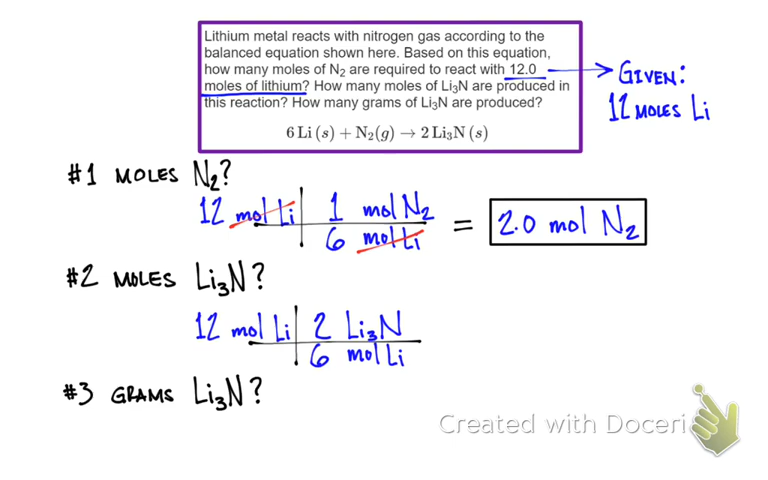 Lithium metal reacts with nitrogen gas according to the
balanced equation shown here. Based on this equation,
how many moles of N₂ are required to react with 12.0
moles of lithium? How many moles of Li₃N are produced in
this reaction? How many grams of Li₃N are produced?
6 Li (s) + N₂(g) → 2 Li₃N (s)
GIVEN:
12 MOLES Li
#1 MOLES N₂?
12 mol Li | 1 mol N₂
6 mol Li
= 2.0 mol N₂
#2 MOLES Li₃N?
12 mol Li | 2 Li₃N
6 mol Li
#3 GRAMS Li₃N?
Created with Doceri